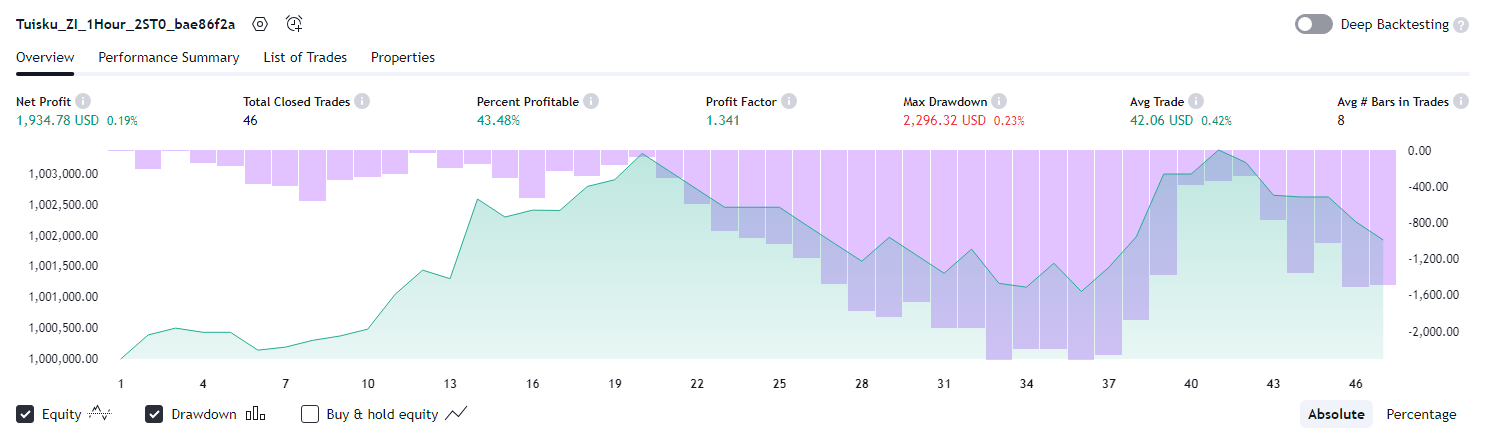 Tuisku_ZI_1Hour_2ST0_bae86f2a
Deep Backtesting ?
Overview Performance Summary List of Trades Properties
Net Profit i Total Closed Trades i Percent Profitable i Profit Factor i Max Drawdown i Avg Trade i Avg # Bars in Trades i
1,934.78 USD 0.19% 46 43.48% 1.341 2,296.32 USD 0.23% 42.06 USD 0.42% 8
0.00
1,003,000.00
-400.00
1,002,500.00
-800.00
1,002,000.00
-1,200.00
1,001,500.00
-1,600.00
1,001,000.00
1,000,500.00
-2,000.00
1,000,000.00
1 4 7 10 13 16 19 22 25 28 31 34 37 40 43 46
Equity Drawdown Buy & hold equity Absolute Percentage